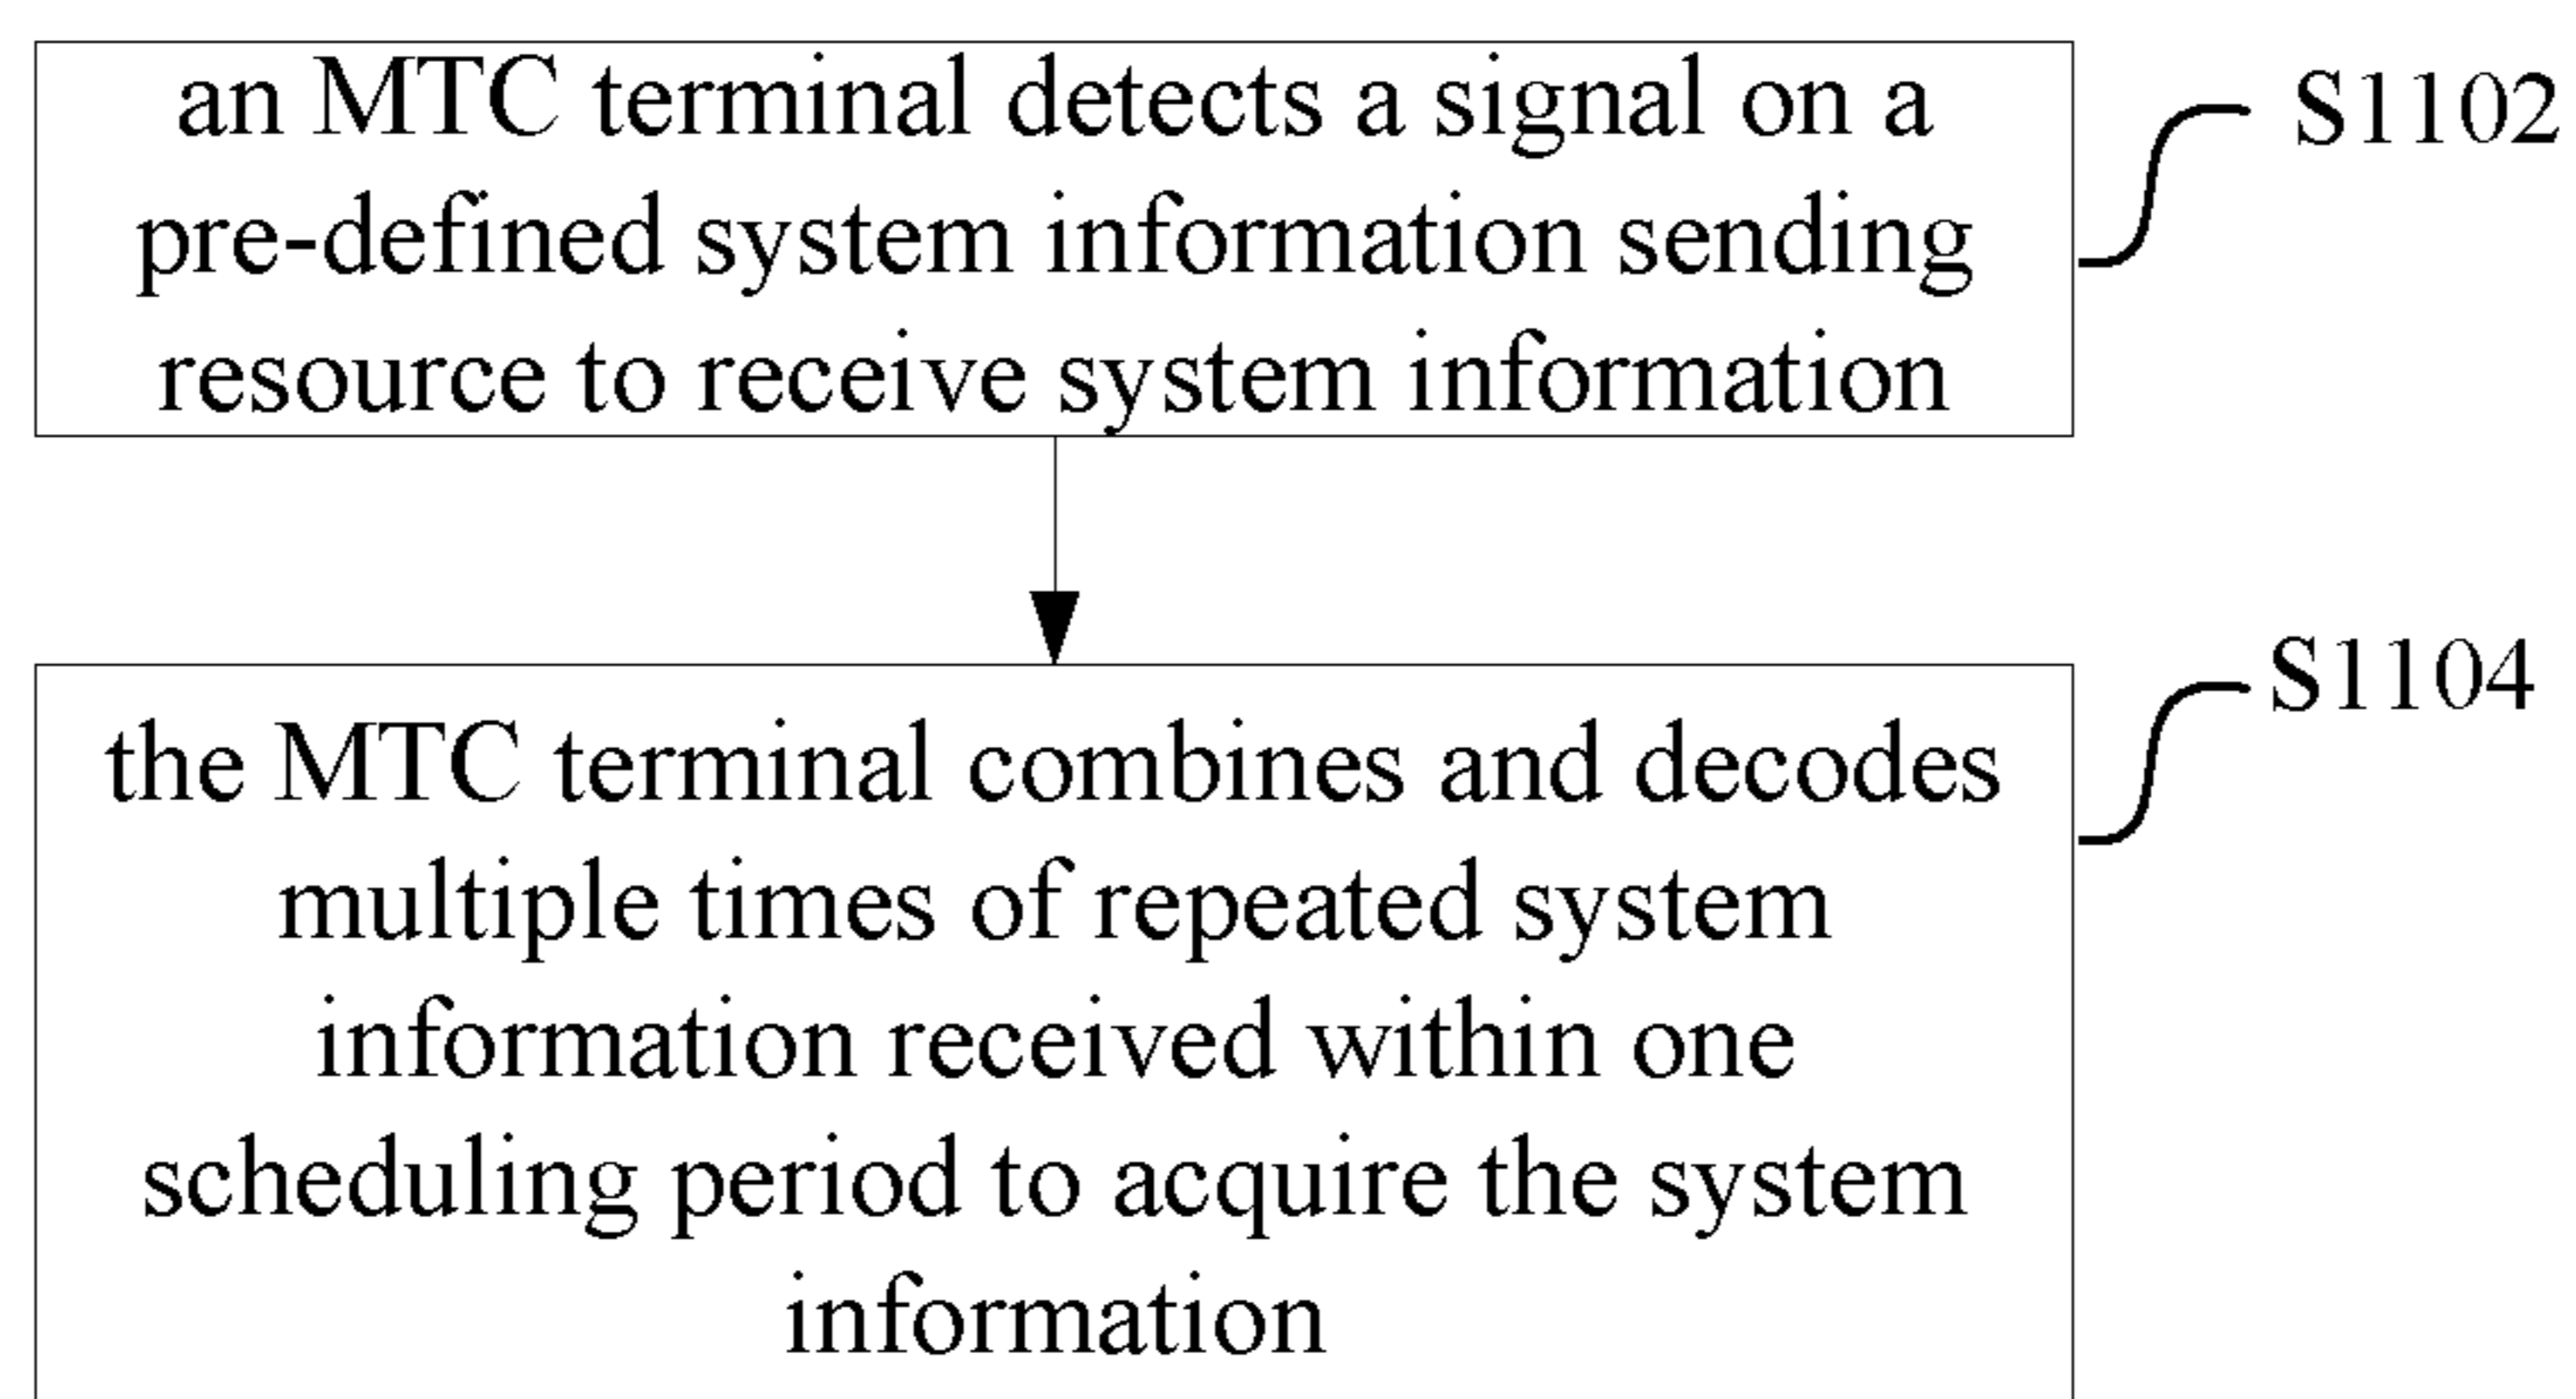 an MTC terminal detects a signal on a
pre-defined system information sending
resource to receive system information
S1102
the MTC terminal combines and decodes
multiple times of repeated system
information received within one
scheduling period to acquire the system
information
S1104